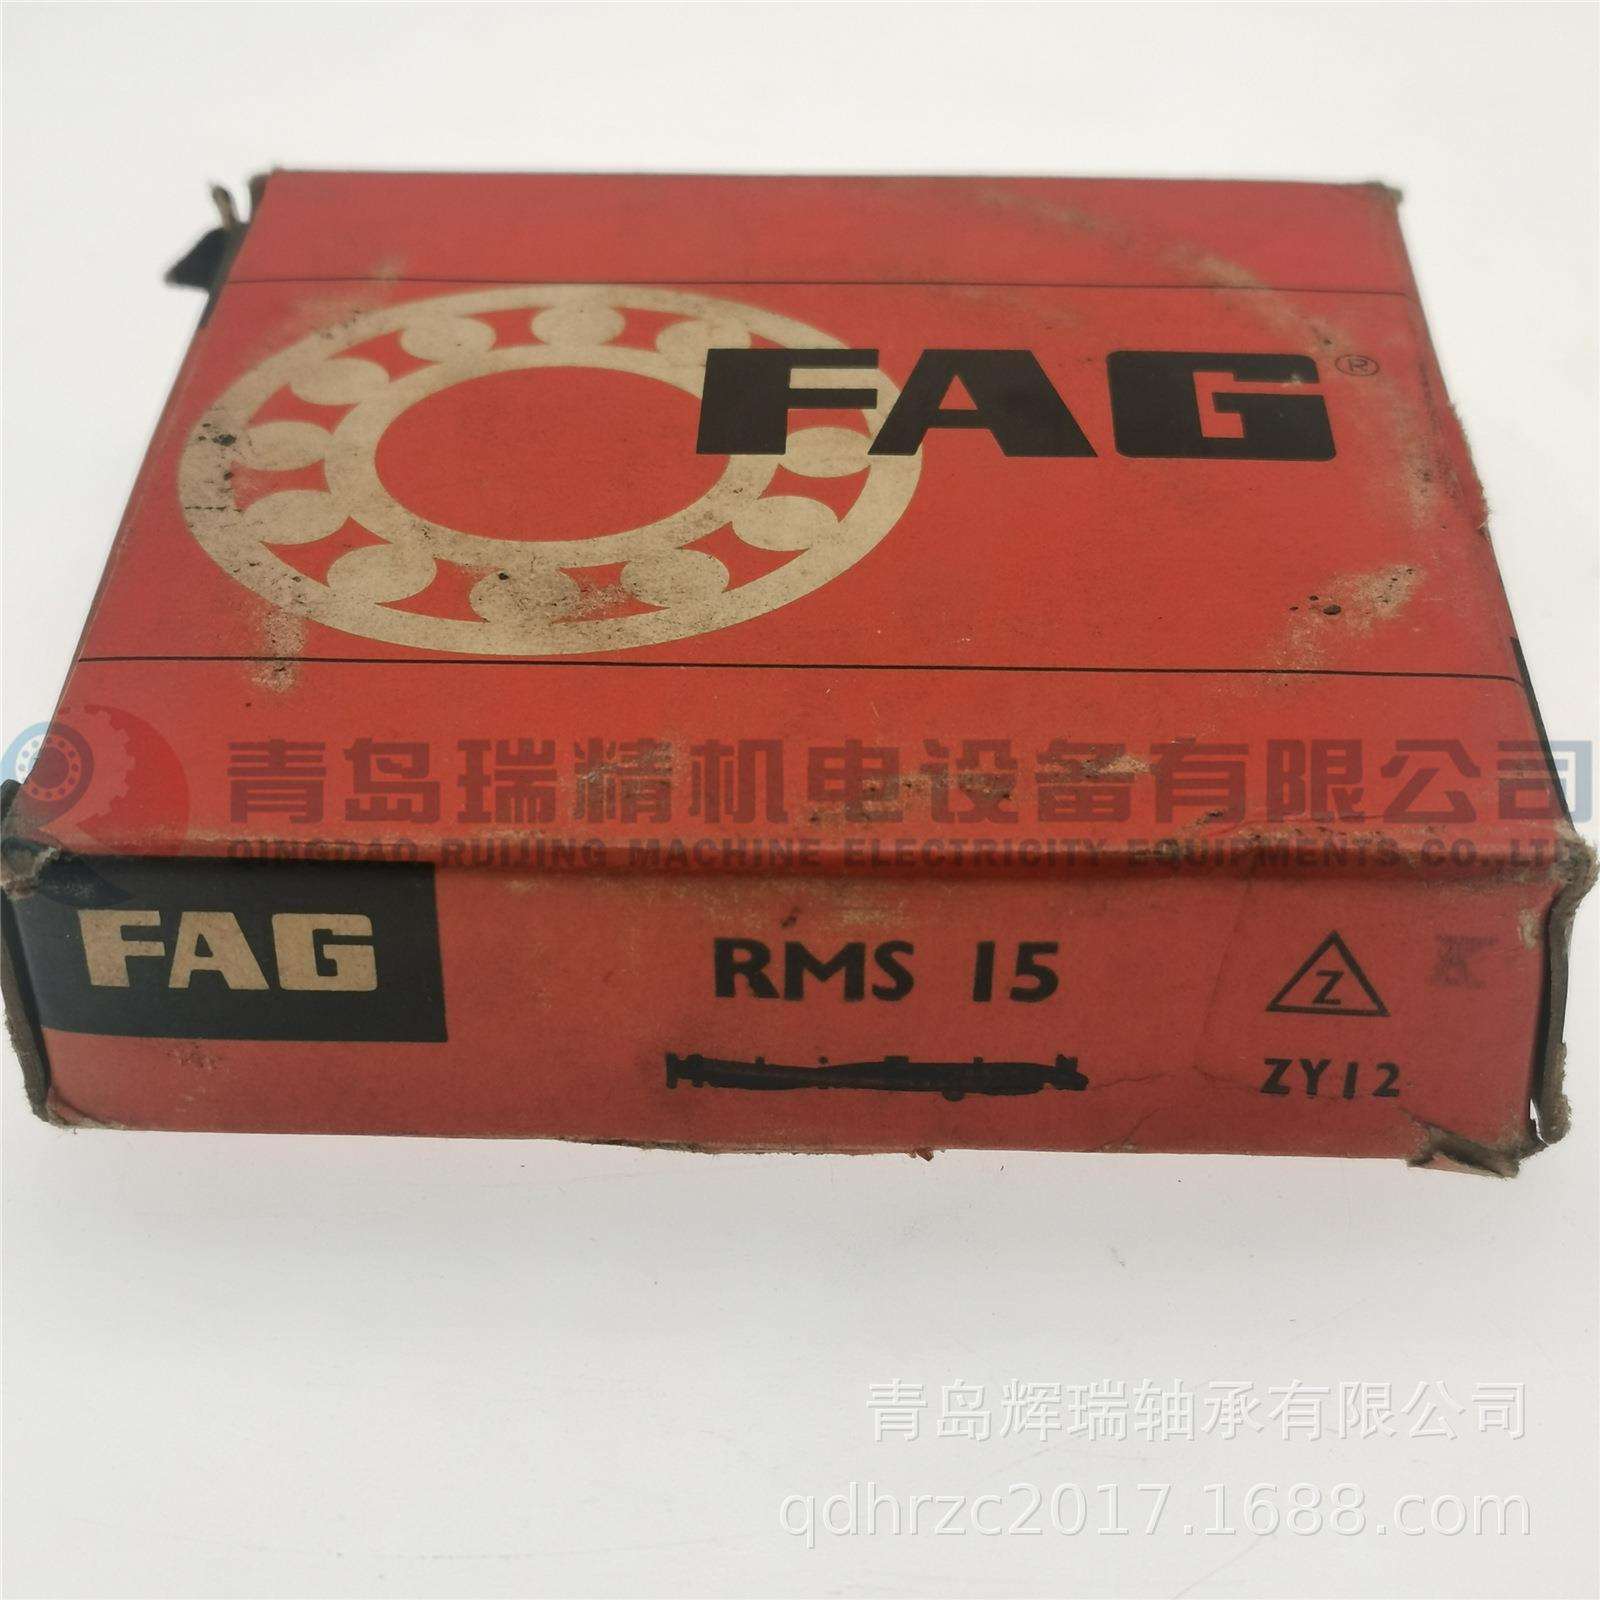 FAG®
青岛瑞精机电设备有限公司
QINGDAO RUIJING MACHINE ELECTRICITY EQUIPMENTS CO.,LTD
FAG
RMS 15
Z
ZY12
青岛辉瑞轴承有限公司
qdhrzc2017.1688.com